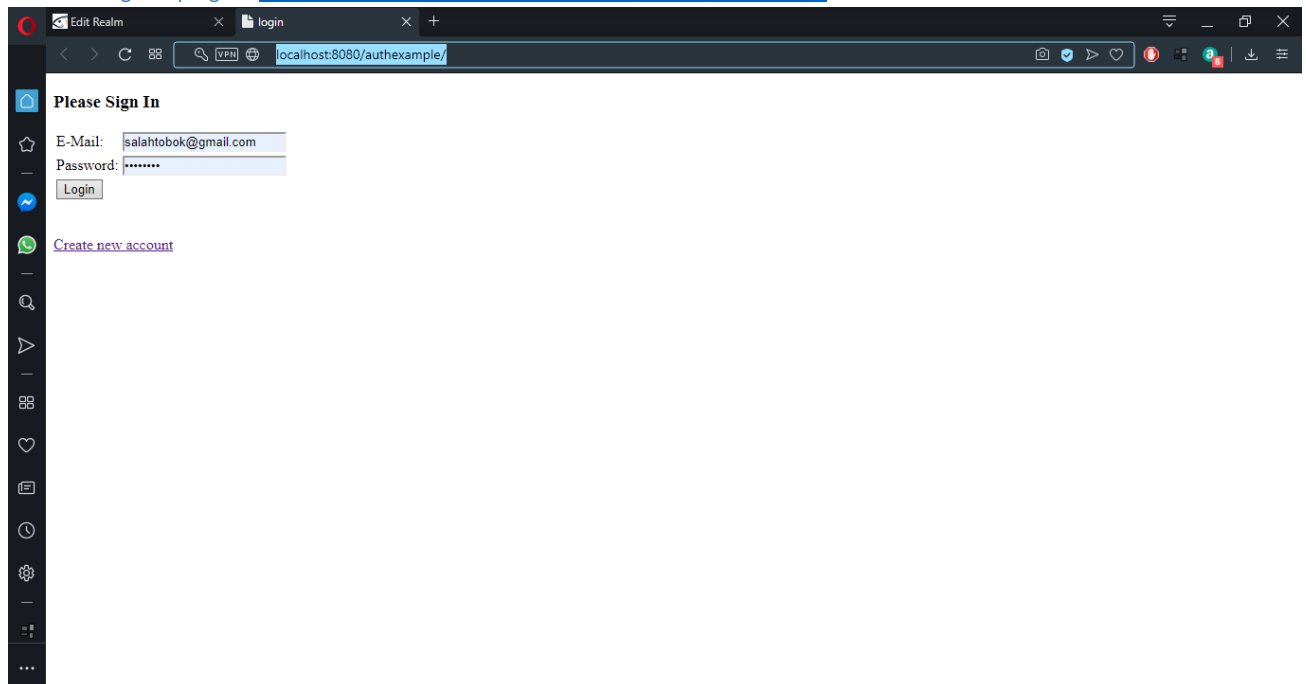 Edit Realm
login
VPN
localhost:8080/authexample/
a
8
Please Sign In
E-Mail: salahtobok@gmail.com
Password: ••••••••
Login
Create new account